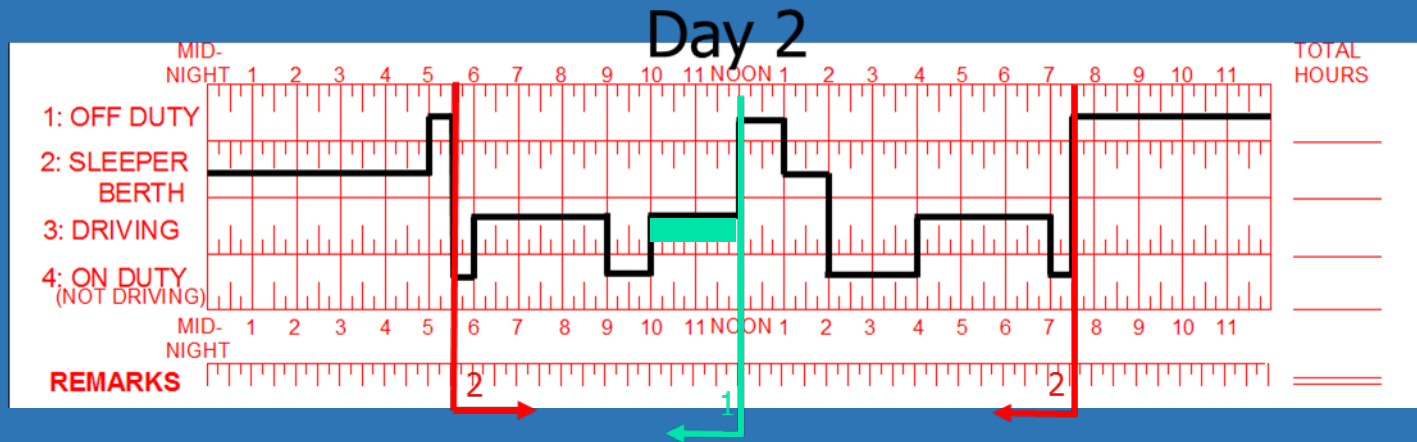 Day 2
MID-
NIGHT 1 2 3 4 5 6 7 8 9 10 11 NOON 1 2 3 4 5 6 7 8 9 10 11
TOTAL
HOURS
1: OFF DUTY
2: SLEEPER
BERTH
3: DRIVING
4: ON DUTY
(NOT DRIVING)
MID-
NIGHT
1 2 3 4 5 6 7 8 9 10 11 NOON 1 2 3 4 5 6 7 8 9 10 11
REMARKS
2 1 2